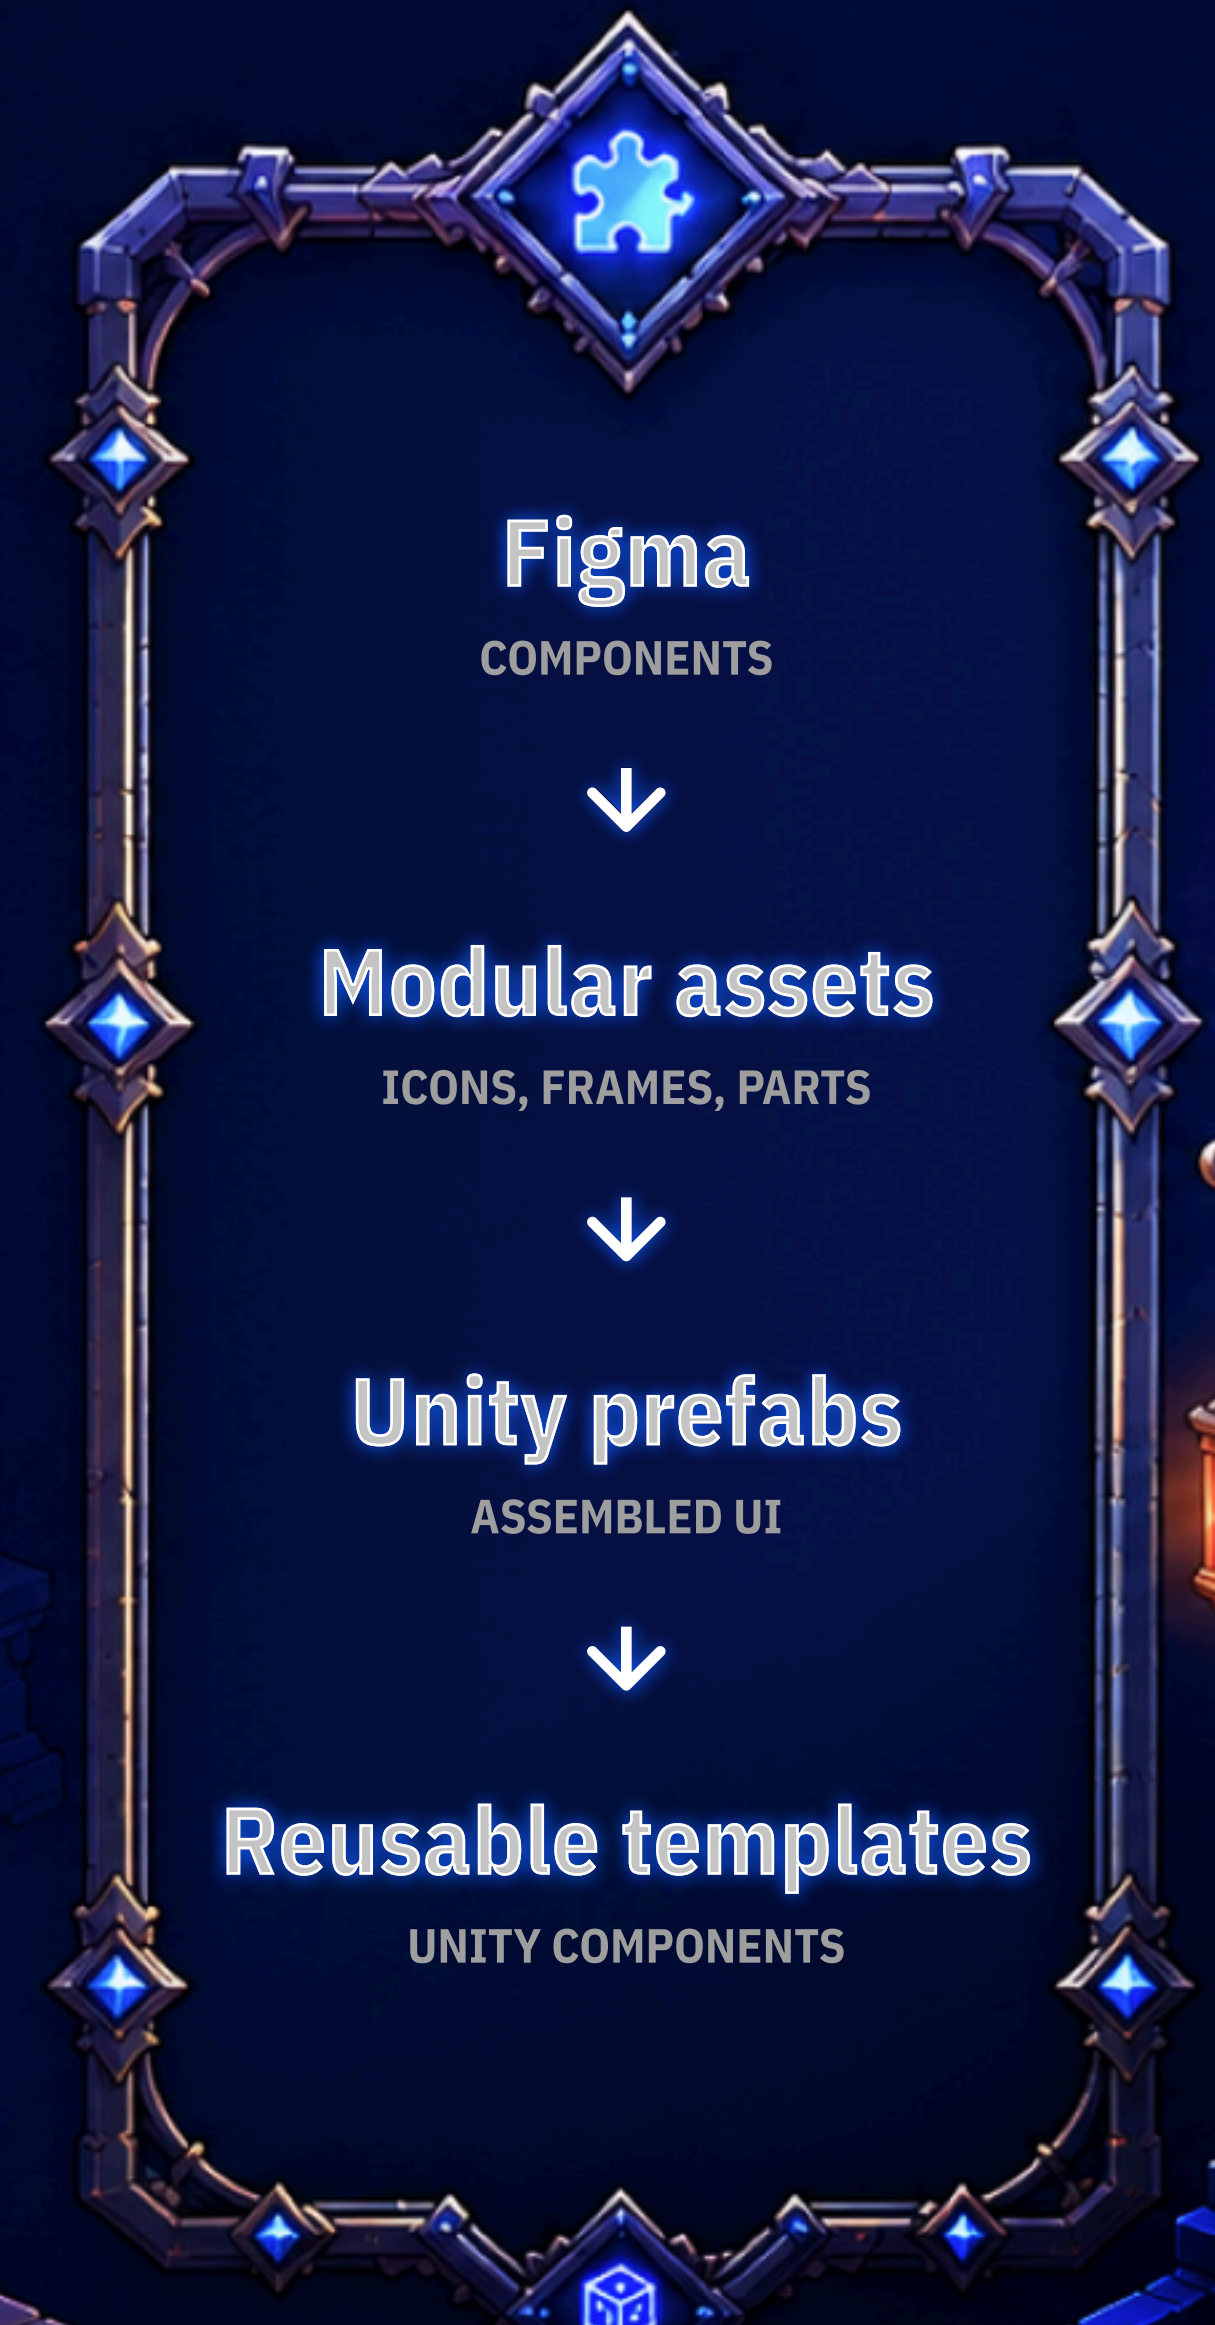 Figma
COMPONENTS
Modular assets
ICONS, FRAMES, PARTS
Unity prefabs
ASSEMBLED UI
Reusable templates
UNITY COMPONENTS